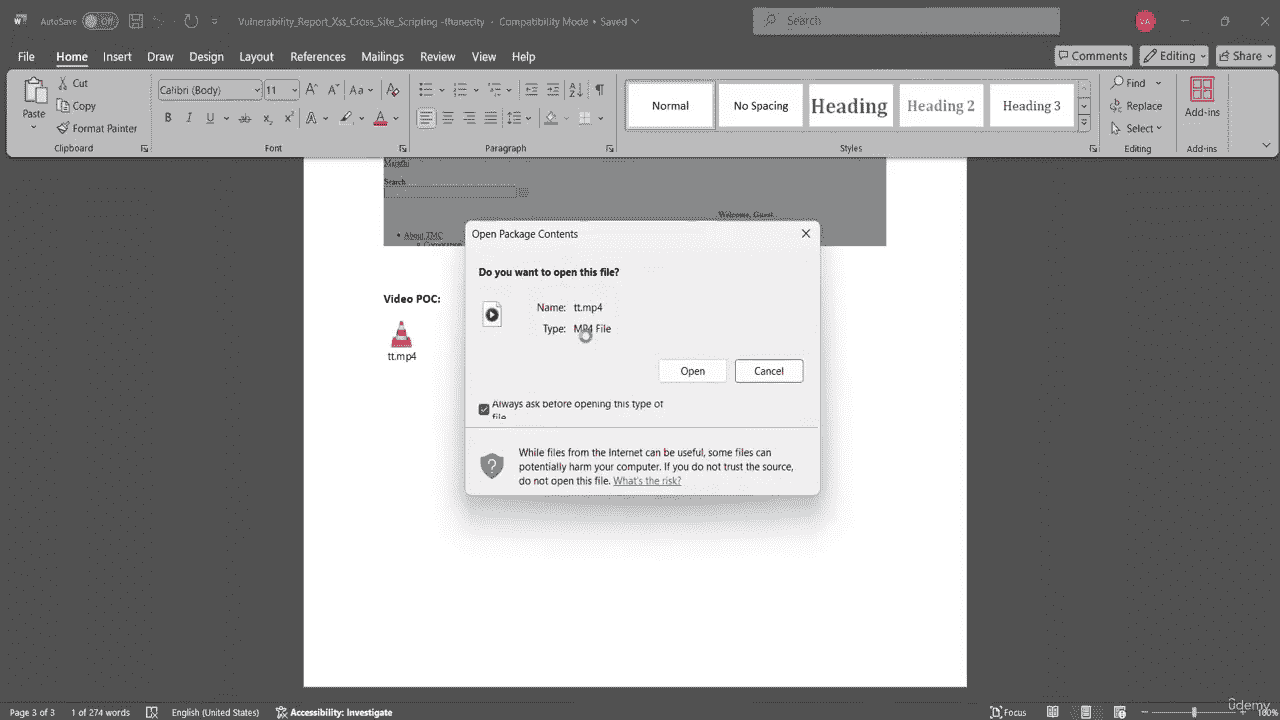 AutoSave Off Vulnerability_Report_Xss_Cross_Site_Scripting -thanecity - Compatibility Mode • Saved Search VA
File Home Insert Draw Design Layout References Mailings Review View Help Comments Editing Share
Paste Cut Copy Format Painter Clipboard
Calibri (Body) 11 Aa Font
Paragraph
Normal No Spacing Heading Heading 2 Heading 3 Styles
Find Replace Select Editing
Add-ins Add-ins
Marathi
Search
Welcome, Guest
About TMC
Corporation
Video POC:
tt.mp4
Open Package Contents
Do you want to open this file?
Name: tt.mp4
Type: MP4 File
Open Cancel
Always ask before opening this type of
file
While files from the Internet can be useful, some files can
potentially harm your computer. If you do not trust the source,
do not open this file. What's the risk?
Page 3 of 3 1 of 274 words English (United States) Accessibility: Investigate Focus 100%
Udemy